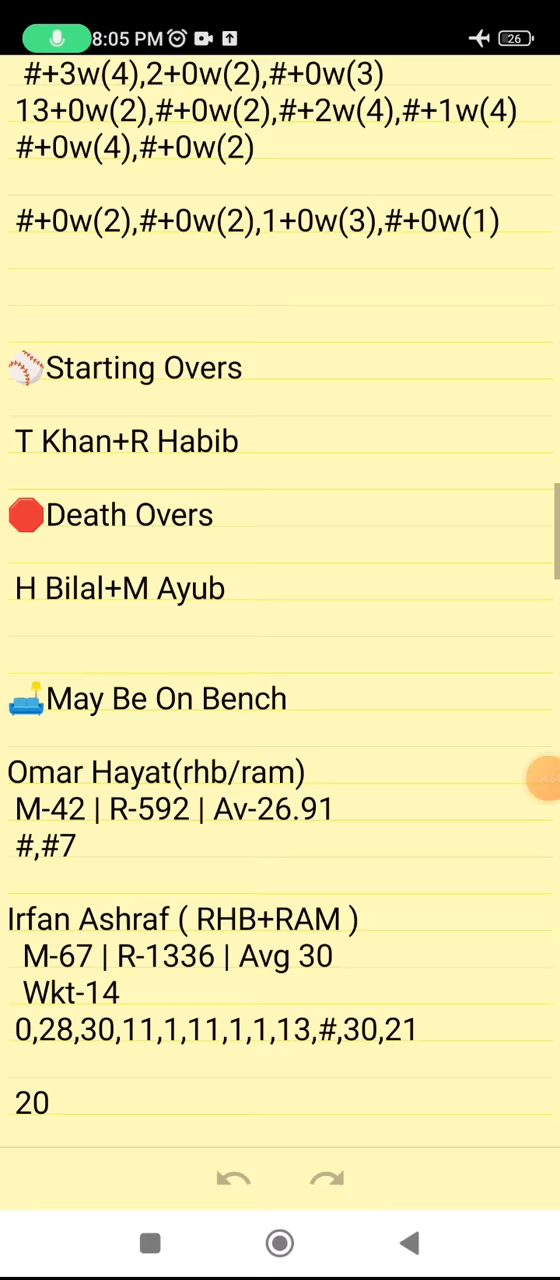 8:05 PM 26
#+3w(4),2+0w(2),#+0w(3)
13+0w(2),#+0w(2),#+2w(4),#+1w(4)
#+0w(4),#+0w(2)
#+0w(2),#+0w(2),1+0w(3),#+0w(1)
⚾Starting Overs
T Khan+R Habib
🛑Death Overs
H Bilal+M Ayub
🛋️May Be On Bench
Omar Hayat(rhb/ram)
M-42 | R-592 | Av-26.91
#,#7
Irfan Ashraf ( RHB+RAM )
M-67 | R-1336 | Avg 30
Wkt-14
0,28,30,11,1,11,1,1,13,#,30,21
20